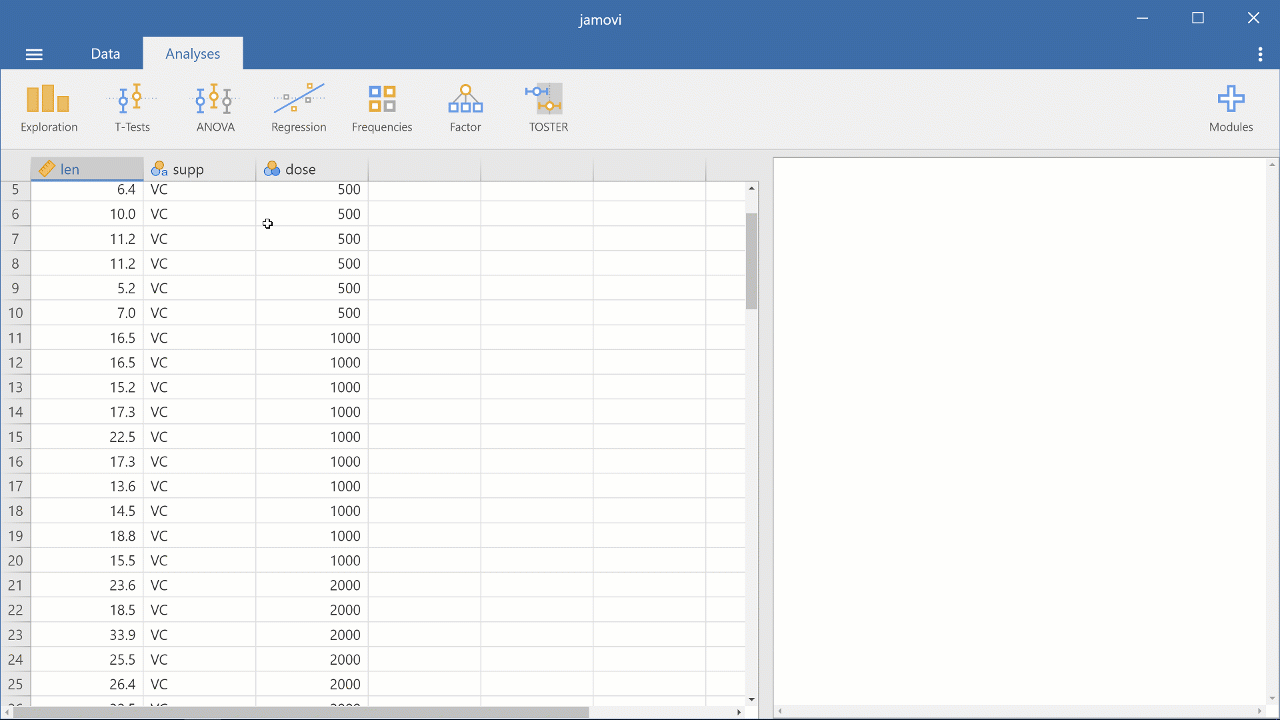 jamovi
Data Analyses
Exploration T-Tests ANOVA Regression Frequencies Factor TOSTER Modules
len a supp dose
5 6.4 VC 500
6 10.0 VC 500
7 11.2 VC 500
8 11.2 VC 500
9 5.2 VC 500
10 7.0 VC 500
11 16.5 VC 1000
12 16.5 VC 1000
13 15.2 VC 1000
14 17.3 VC 1000
15 22.5 VC 1000
16 17.3 VC 1000
17 13.6 VC 1000
18 14.5 VC 1000
19 18.8 VC 1000
20 15.5 VC 1000
21 23.6 VC 2000
22 18.5 VC 2000
23 33.9 VC 2000
24 25.5 VC 2000
25 26.4 VC 2000